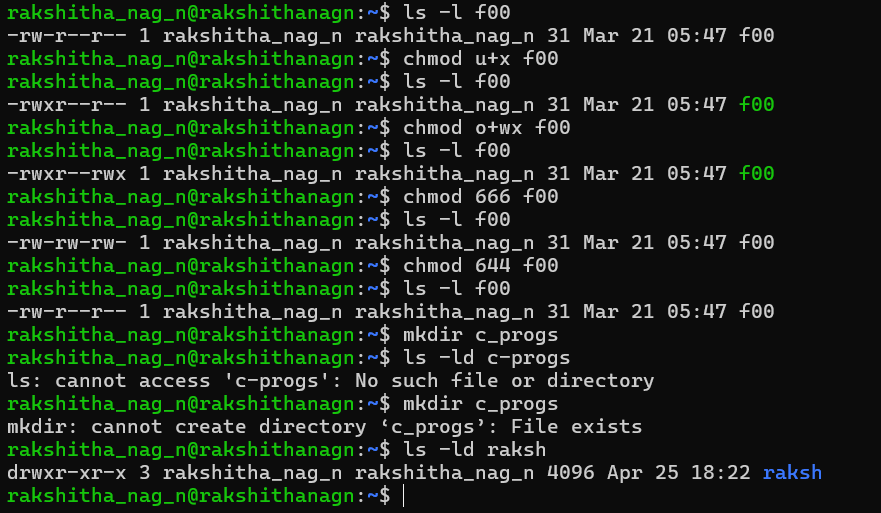 rakshitha_nag_n@rakshithanagn:~$ ls -l f00
-rw-r--r-- 1 rakshitha_nag_n rakshitha_nag_n 31 Mar 21 05:47 f00
rakshitha_nag_n@rakshithanagn:~$ chmod u+x f00
rakshitha_nag_n@rakshithanagn:~$ ls -l f00
-rwxr--r-- 1 rakshitha_nag_n rakshitha_nag_n 31 Mar 21 05:47 f00
rakshitha_nag_n@rakshithanagn:~$ chmod o+wx f00
rakshitha_nag_n@rakshithanagn:~$ ls -l f00
-rwxr--rwx 1 rakshitha_nag_n rakshitha_nag_n 31 Mar 21 05:47 f00
rakshitha_nag_n@rakshithanagn:~$ chmod 666 f00
rakshitha_nag_n@rakshithanagn:~$ ls -l f00
-rw-rw-rw- 1 rakshitha_nag_n rakshitha_nag_n 31 Mar 21 05:47 f00
rakshitha_nag_n@rakshithanagn:~$ chmod 644 f00
rakshitha_nag_n@rakshithanagn:~$ ls -l f00
-rw-r--r-- 1 rakshitha_nag_n rakshitha_nag_n 31 Mar 21 05:47 f00
rakshitha_nag_n@rakshithanagn:~$ mkdir c_progs
rakshitha_nag_n@rakshithanagn:~$ ls -ld c-progs
ls: cannot access 'c-progs': No such file or directory
rakshitha_nag_n@rakshithanagn:~$ mkdir c_progs
mkdir: cannot create directory ‘c_progs’: File exists
rakshitha_nag_n@rakshithanagn:~$ ls -ld raksh
drwxr-xr-x 3 rakshitha_nag_n rakshitha_nag_n 4096 Apr 25 18:22 raksh
rakshitha_nag_n@rakshithanagn:~$